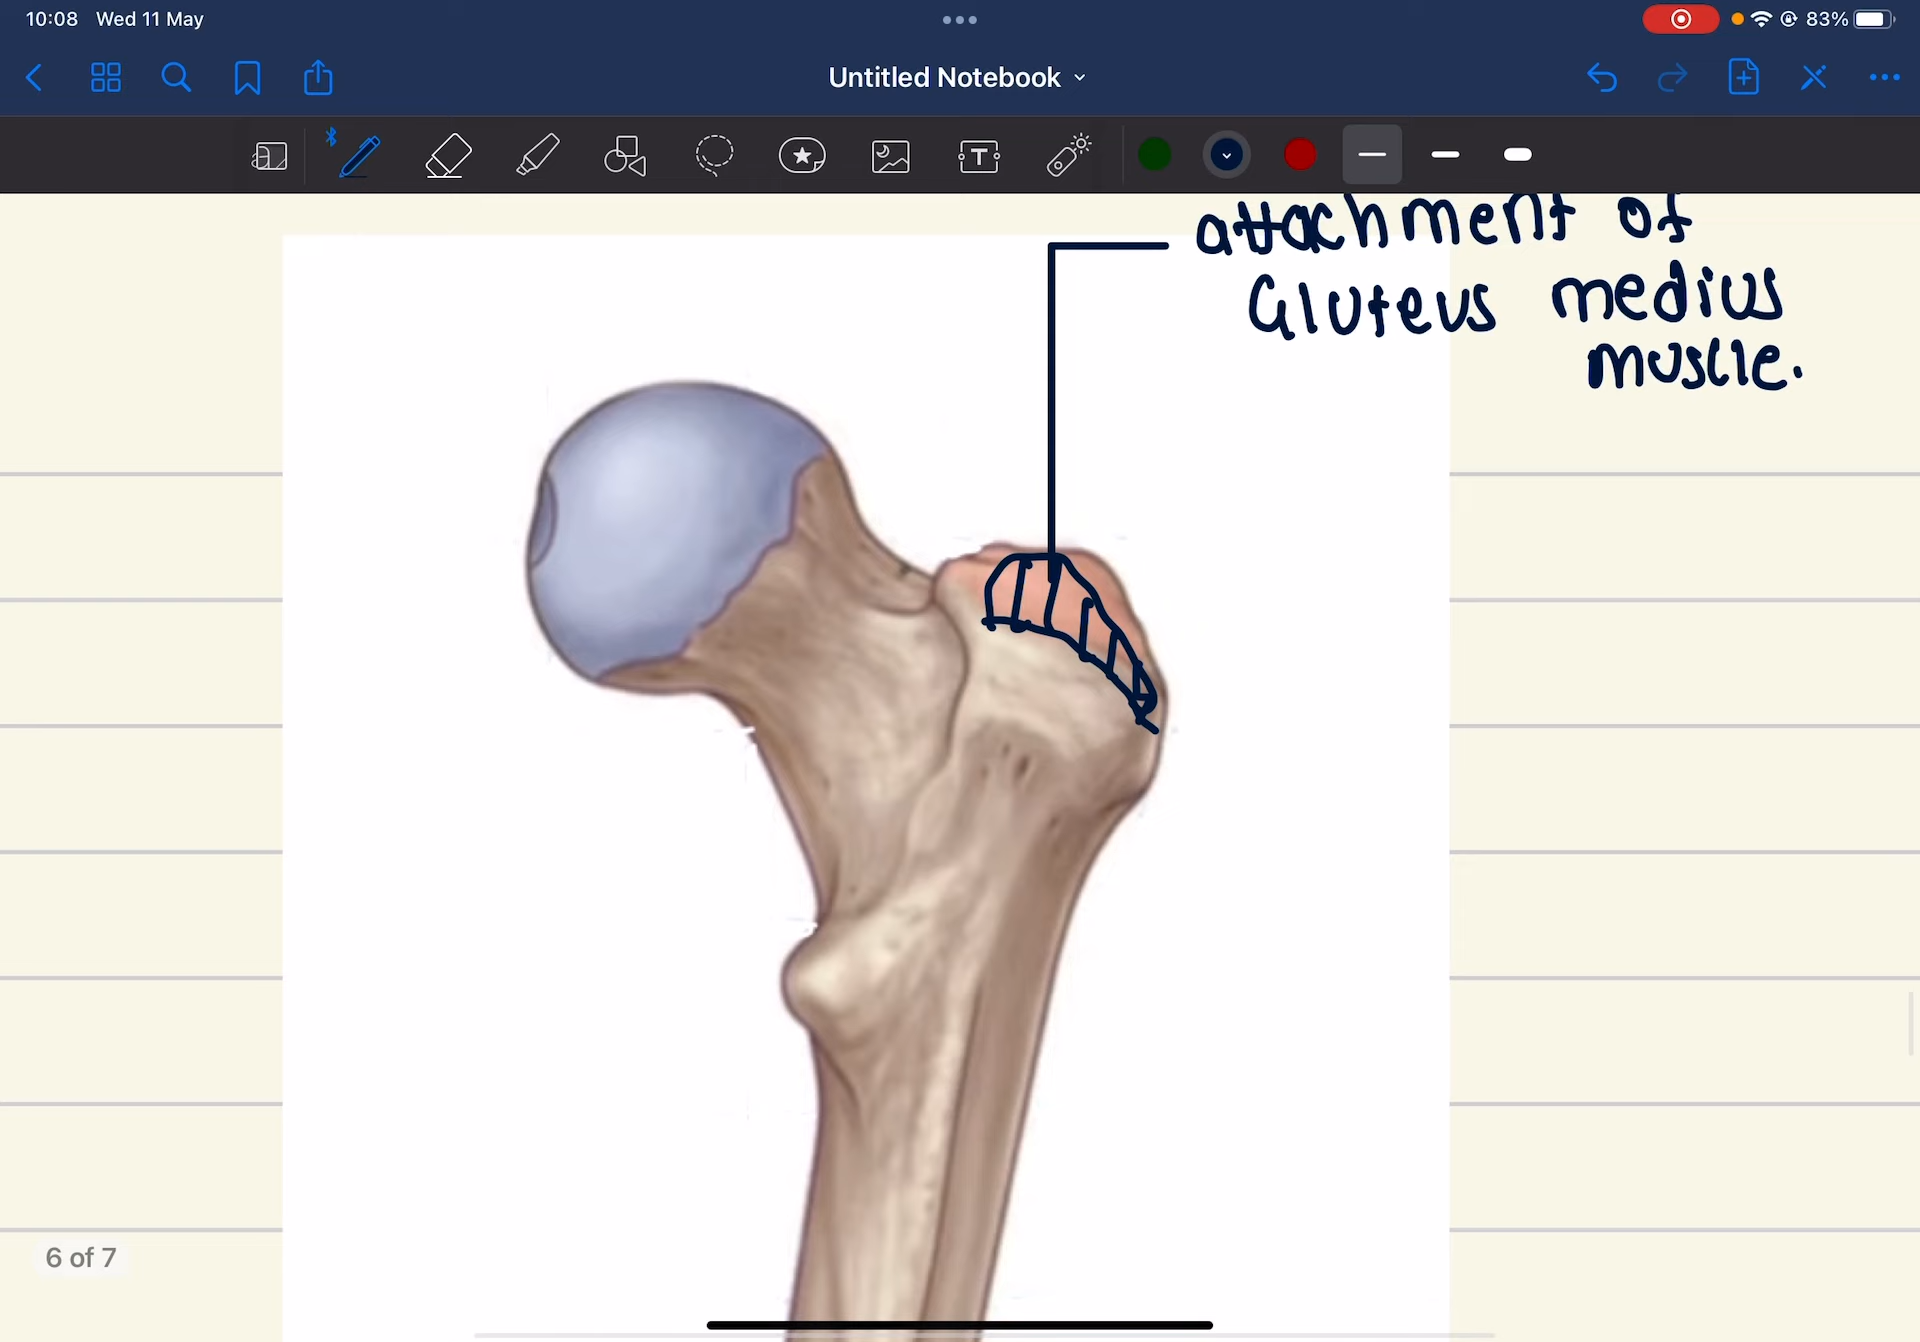 10:08 Wed 11 May
83%
Untitled Notebook
T
attachment of
Gluteus medius
muscle.
6 of 7